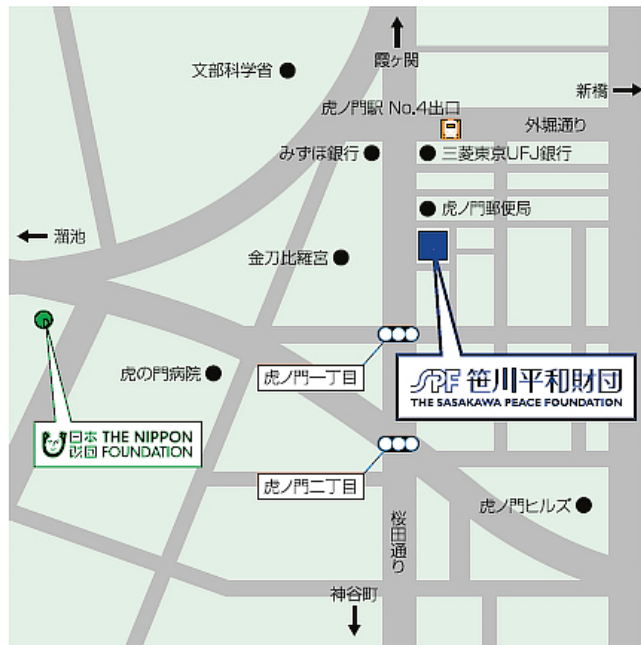 霞ヶ関
文部科学省
新橋
虎ノ門駅 No.4出口
外堀通り
みずほ銀行
三菱東京UFJ銀行
虎ノ門郵便局
溜池
金刀比羅宮
虎の門病院
虎ノ門一丁目
SPF 笹川平和財団
THE SASAKAWA PEACE FOUNDATION
日本 THE NIPPON
財団 FOUNDATION
虎ノ門二丁目
虎ノ門ヒルズ
桜田通り
神谷町